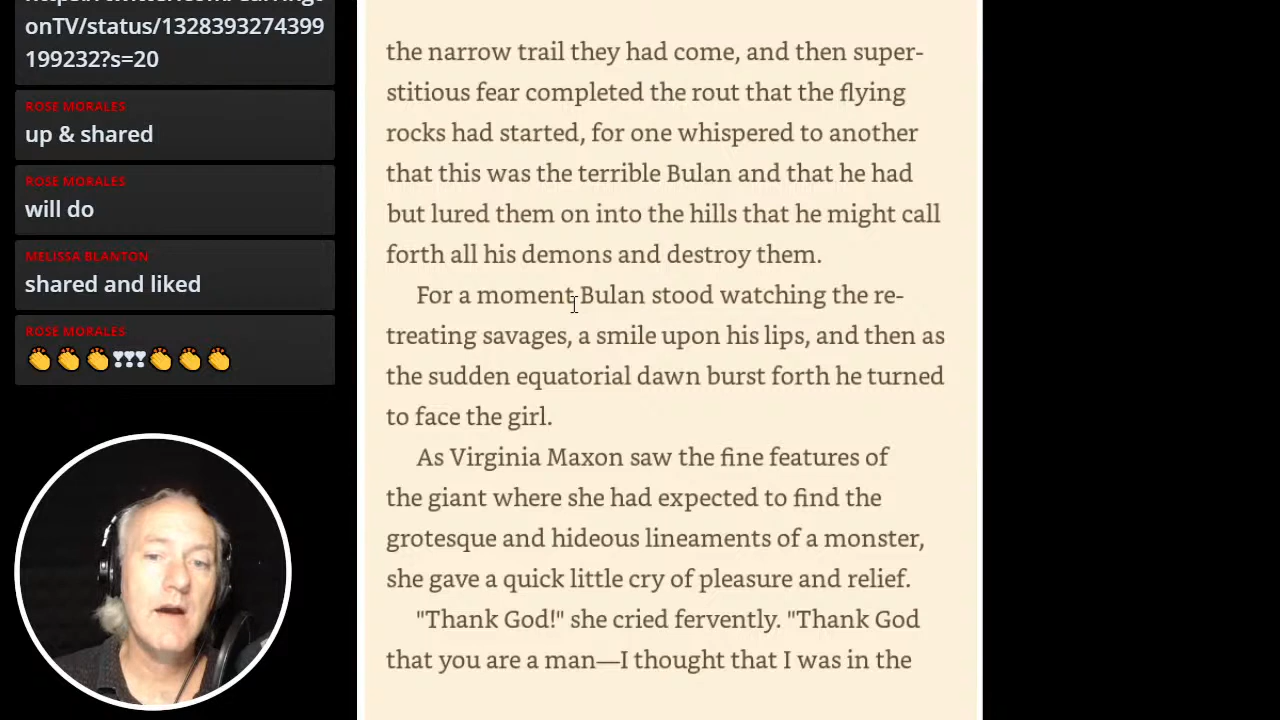 onTV/status/1328393274399
199232?s=20
ROSE MORALES
up & shared
ROSE MORALES
will do
MELISSA BLANTON
shared and liked
ROSE MORALES
👏👏👏❣❣❣👏👏👏
the narrow trail they had come, and then super-
stitious fear completed the rout that the flying
rocks had started, for one whispered to another
that this was the terrible Bulan and that he had
but lured them on into the hills that he might call
forth all his demons and destroy them.
For a moment Bulan stood watching the re-
treating savages, a smile upon his lips, and then as
the sudden equatorial dawn burst forth he turned
to face the girl.
As Virginia Maxon saw the fine features of
the giant where she had expected to find the
grotesque and hideous lineaments of a monster,
she gave a quick little cry of pleasure and relief.
"Thank God!" she cried fervently. "Thank God
that you are a man—I thought that I was in the